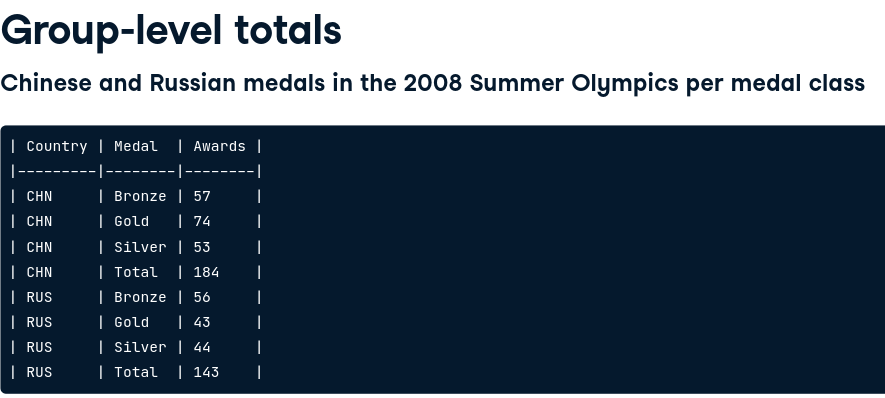 Group-level totals
Chinese and Russian medals in the 2008 Summer Olympics per medal class
| Country | Medal  | Awards |
|---------|--------|--------|
| CHN     | Bronze | 57     |
| CHN     | Gold   | 74     |
| CHN     | Silver | 53     |
| CHN     | Total  | 184    |
| RUS     | Bronze | 56     |
| RUS     | Gold   | 43     |
| RUS     | Silver | 44     |
| RUS     | Total  | 143    |